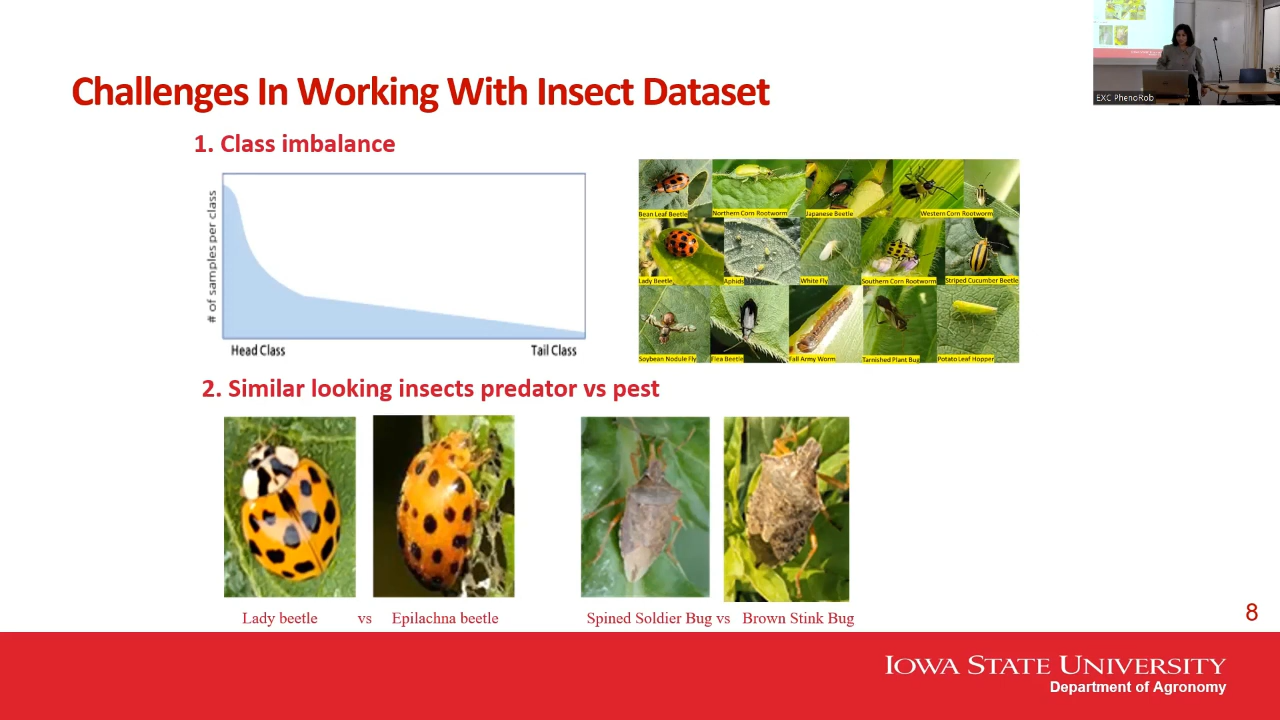 EXC PhenoRob
Challenges In Working With Insect Dataset
1. Class imbalance
# of samples per class
Head Class
Tail Class
Bean Leaf Beetle
Northern Corn Rootworm
Japanese Beetle
Western Corn Rootworm
Lady Beetle
Aphids
White Fly
Southern Corn Rootworm
Striped Cucumber Beetle
Soybean Nodule Fly
Flea Beetle
Fall Army Worm
Tarnished Plant Bug
Potato Leaf Hopper
2. Similar looking insects predator vs pest
Lady beetle vs Epilachna beetle
Spined Soldier Bug vs Brown Stink Bug
8
IOWA STATE UNIVERSITY
Department of Agronomy